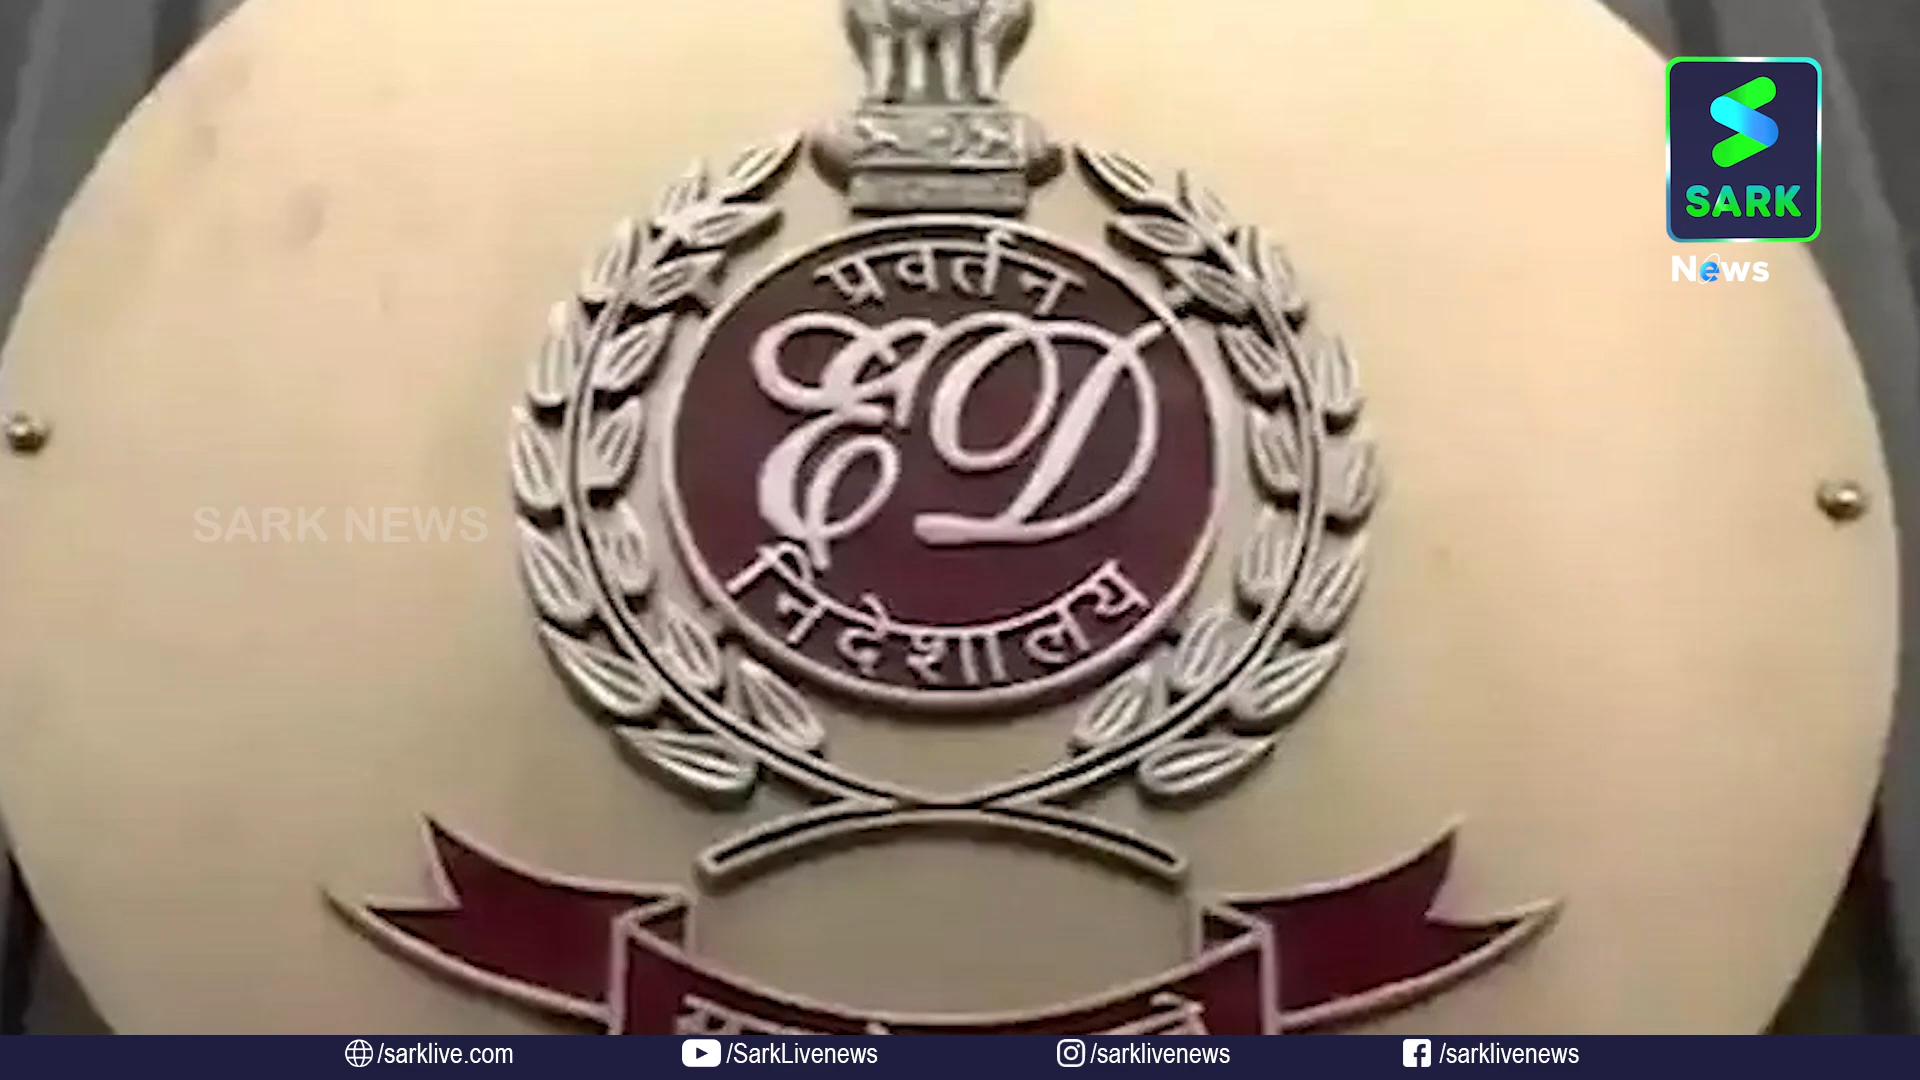 SARK
News
प्रवर्तन
ED
निदेशालय
SARK NEWS
/sarklive.com
/SarkLivenews
/sarklivenews
/sarklivenews